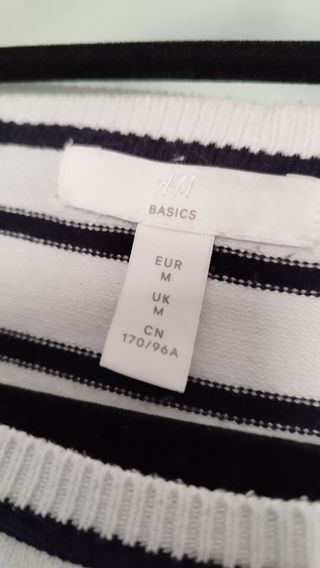 H&M
BASICS
EUR
M
UK
M
CN
170/96A